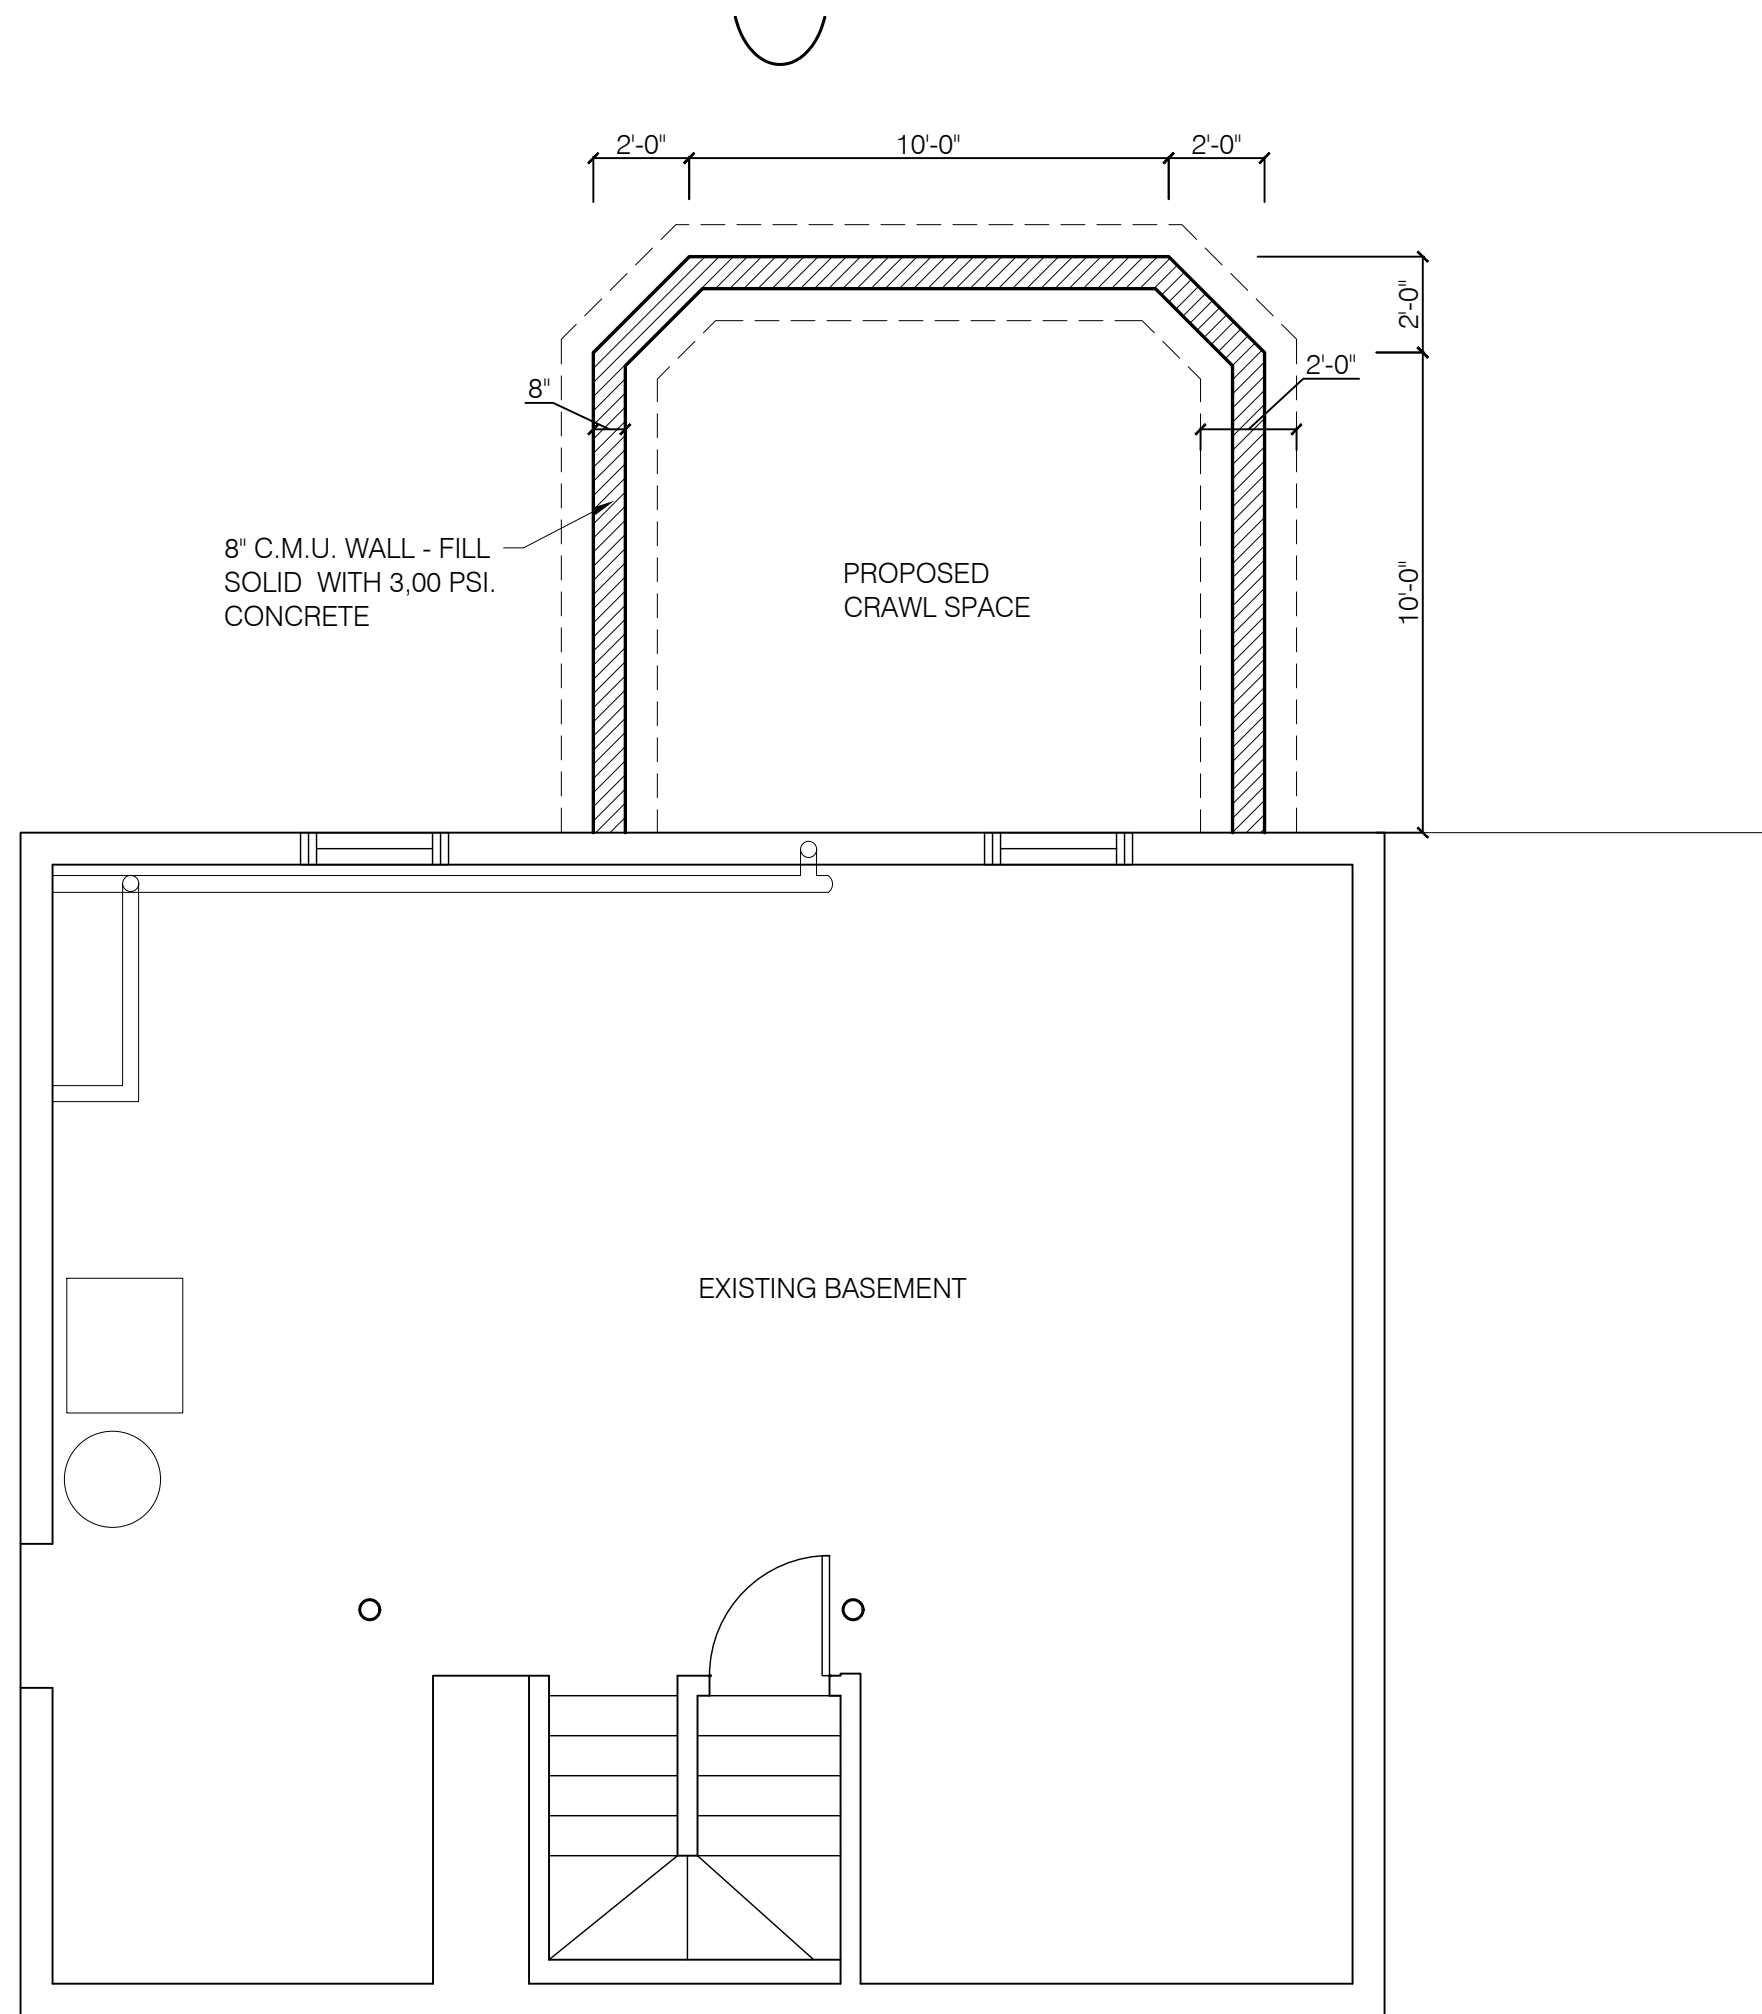 2'-0" 10'-0" 2'-0"
2'-0"
2'-0"
8"
8" C.M.U. WALL - FILL
SOLID WITH 3,00 PSI.
CONCRETE
PROPOSED
CRAWL SPACE
10'-0"
EXISTING BASEMENT